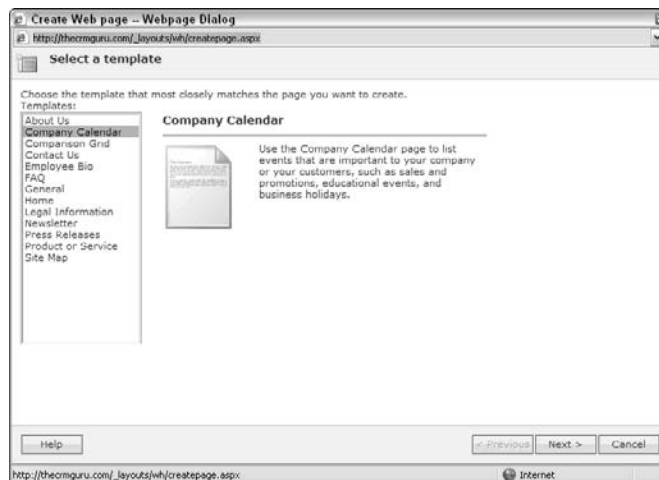 Create Web page -- Webpage Dialog
http://thecrmguru.com/_layouts/wh/createpage.aspx
Select a template
Choose the template that most closely matches the page you want to create.
Templates:
About Us
Company Calendar
Comparison Grid
Contact Us
Employee Bio
FAQ
General
Home
Legal Information
Newsletter
Press Releases
Product or Service
Site Map
Company Calendar
Use the Company Calendar page to list
events that are important to your company
or your customers, such as sales and
promotions, educational events, and
business holidays.
Help
< Previous
Next >
Cancel
http://thecrmguru.com/_layouts/wh/createpage.aspx
Internet